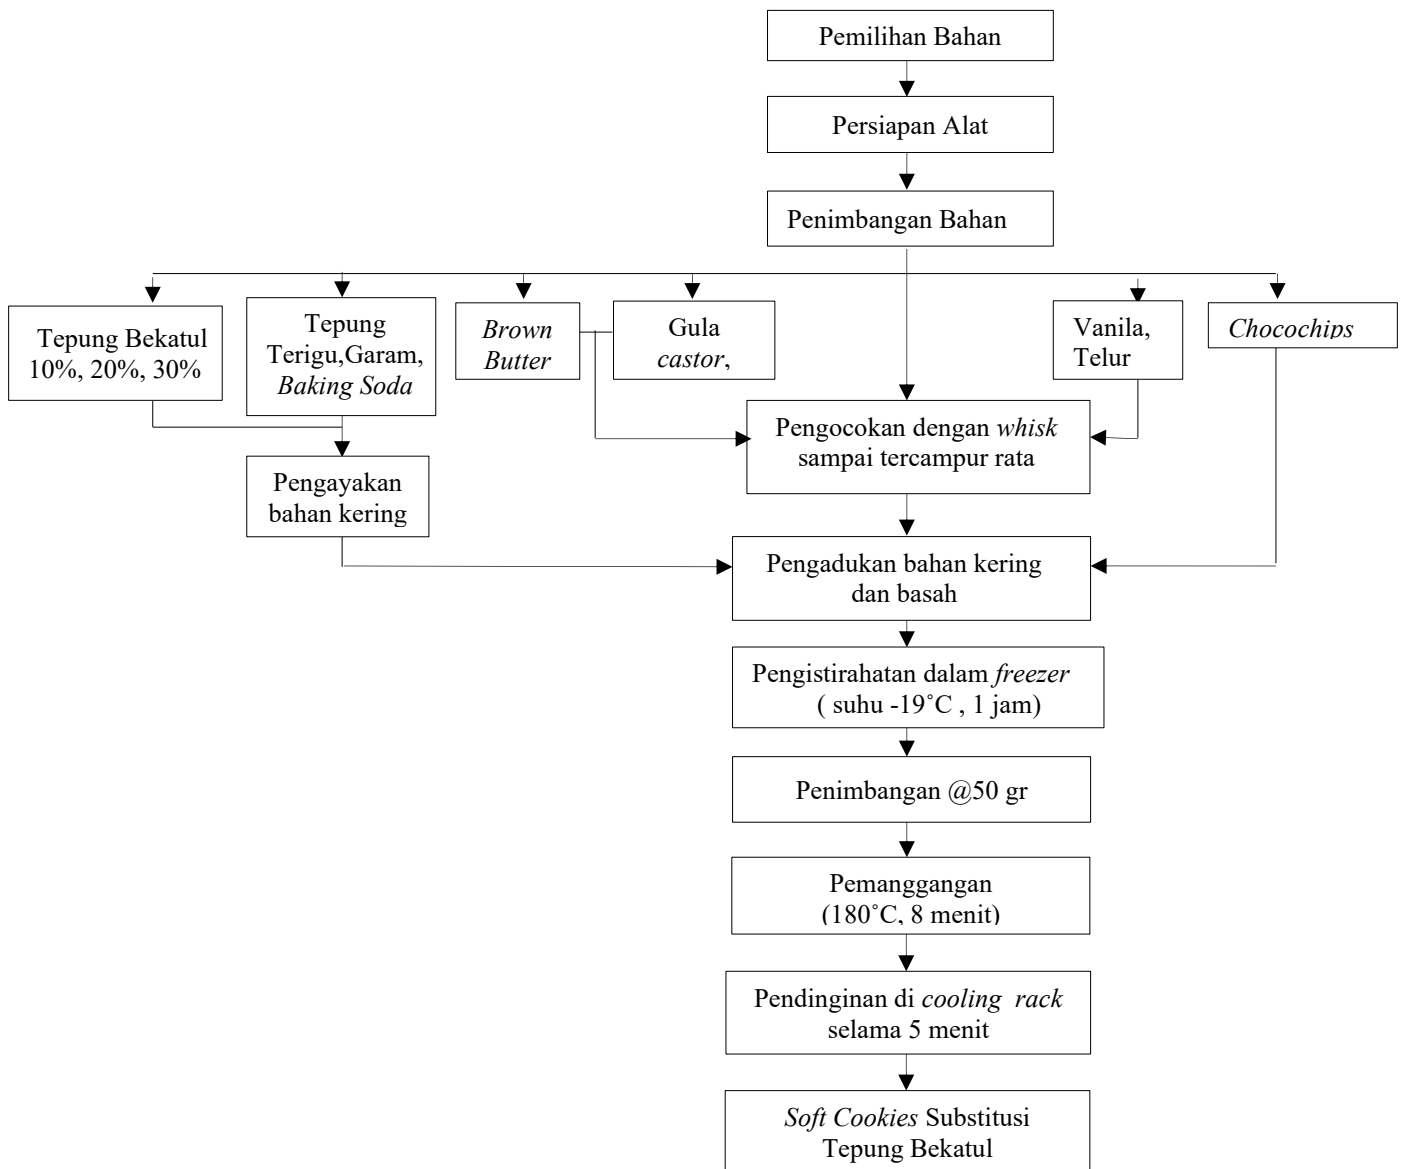 Pemilihan Bahan
Persiapan Alat
Penimbangan Bahan
Tepung Bekatul
10%, 20%, 30%
Tepung
Terigu,Garam,
Baking Soda
Brown
Butter
Gula
castor,
Vanila,
Telur
Chocochips
Pengocokan dengan whisk
sampai tercampur rata
Pengayakan
bahan kering
Pengadukan bahan kering
dan basah
Pengistirahatan dalam freezer
( suhu -19˚C , 1 jam)
Penimbangan @50 gr
Pemanggangan
(180˚C, 8 menit)
Pendinginan di cooling rack
selama 5 menit
Soft Cookies Substitusi
Tepung Bekatul